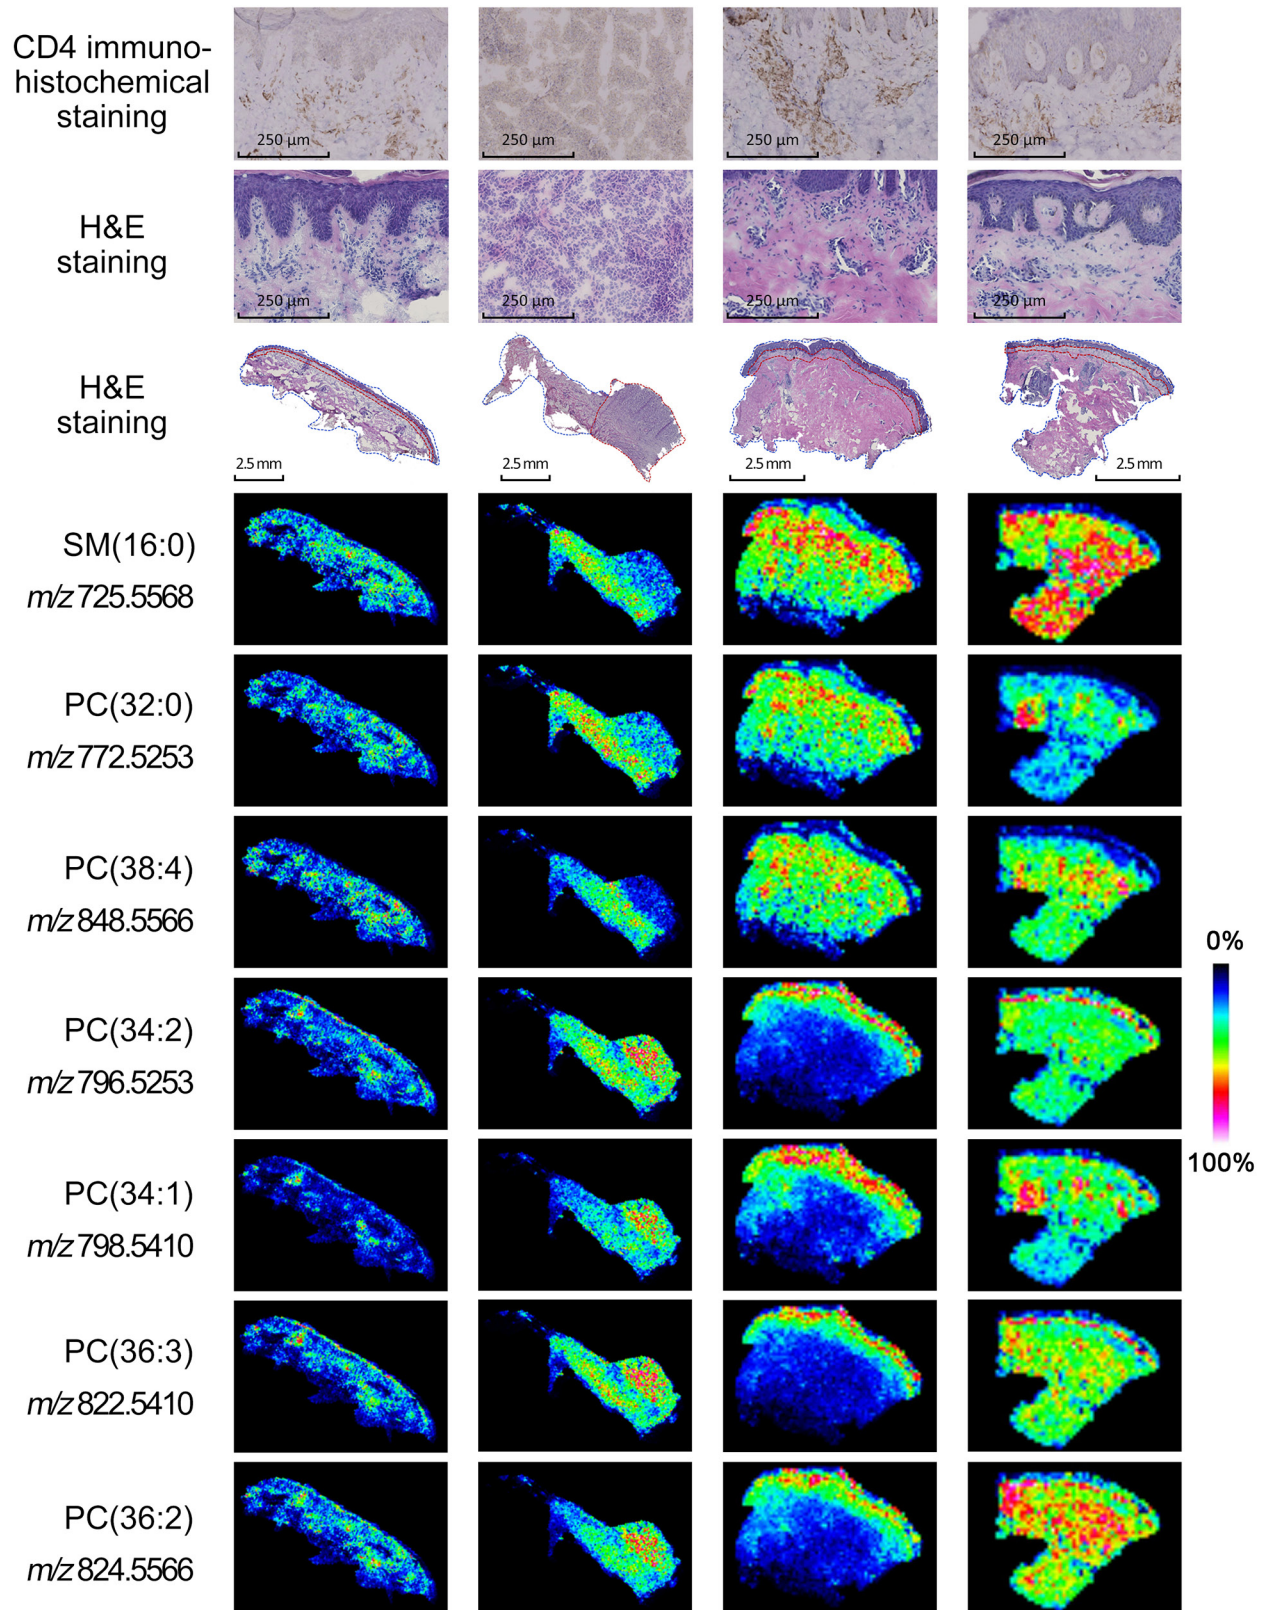 CD4 immuno-
histochemical
staining
250 µm
250 µm
250 µm
250 µm
H&E
staining
250 µm
250 µm
250 µm
250 µm
H&E
staining
2.5 mm
2.5 mm
2.5 mm
2.5 mm
SM(16:0)
m/z 725.5568
PC(32:0)
m/z 772.5253
PC(38:4)
m/z 848.5566
0%
PC(34:2)
m/z 796.5253
100%
PC(34:1)
m/z 798.5410
PC(36:3)
m/z 822.5410
PC(36:2)
m/z 824.5566